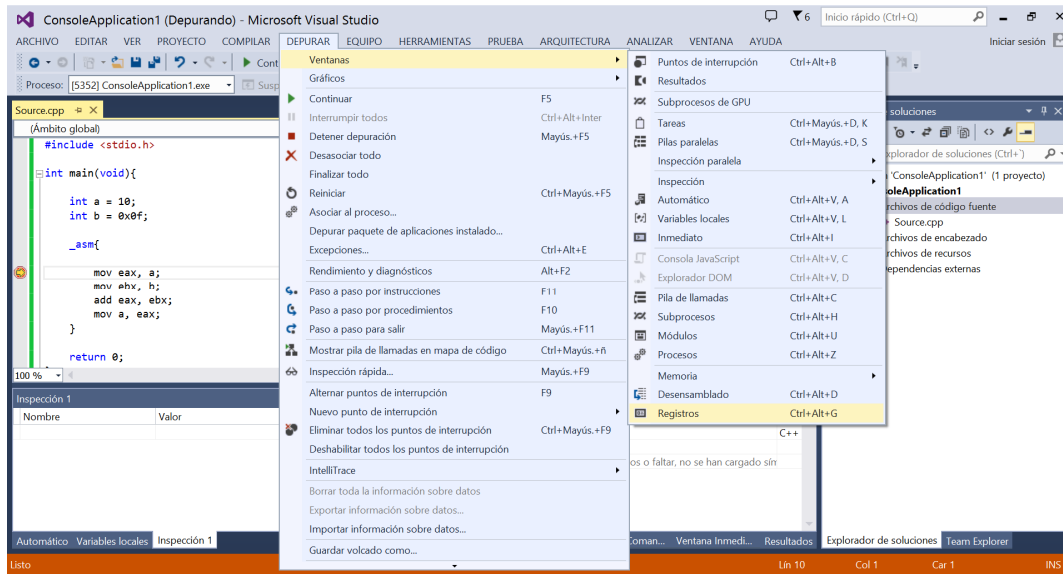 ConsoleApplication1 (Depurando) - Microsoft Visual Studio
6
Inicio rápido (Ctrl+Q)
ARCHIVO EDITAR VER PROYECTO COMPILAR DEPURAR EQUIPO HERRAMIENTAS PRUEBA ARQUITECTURA ANALIZAR VENTANA AYUDA
Iniciar sesión
Cont
Proceso: [5352] ConsoleApplication1.exe
Susp
Source.cpp
(Ámbito global)
#include <stdio.h>
int main(void){
int a = 10;
int b = 0x0f;
_asm{
mov eax, a;
mov ebx, b;
add eax, ebx;
mov a, eax;
}
return 0;
100 %
Inspección 1
Nombre Valor
Automático Variables locales Inspección 1
Listo
Ventanas
Gráficos
Continuar F5
Interrumpir todos Ctrl+Alt+Inter
Detener depuración Mayús.+F5
Desasociar todo
Finalizar todo
Reiniciar Ctrl+Mayús.+F5
Asociar al proceso...
Depurar paquete de aplicaciones instalado...
Excepciones... Ctrl+Alt+E
Rendimiento y diagnósticos Alt+F2
Paso a paso por instrucciones F11
Paso a paso por procedimientos F10
Paso a paso para salir Mayús.+F11
Mostrar pila de llamadas en mapa de código Ctrl+Mayús.+ñ
Inspección rápida... Mayús.+F9
Alternar puntos de interrupción F9
Nuevo punto de interrupción
Eliminar todos los puntos de interrupción Ctrl+Mayús.+F9
Deshabilitar todos los puntos de interrupción
IntelliTrace
Borrar toda la información sobre datos
Exportar información sobre datos...
Importar información sobre datos...
Guardar volcado como...
Puntos de interrupción Ctrl+Alt+B
Resultados
Subprocesos de GPU
Tareas Ctrl+Mayús.+D, K
Pilas paralelas Ctrl+Mayús.+D, S
Inspección paralela
Inspección
Automático Ctrl+Alt+V, A
Variables locales Ctrl+Alt+V, L
Inmediato Ctrl+Alt+I
Consola JavaScript Ctrl+Alt+V, C
Explorador DOM Ctrl+Alt+V, D
Pila de llamadas Ctrl+Alt+C
Subprocesos Ctrl+Alt+H
Módulos Ctrl+Alt+U
Procesos Ctrl+Alt+Z
Memoria
Desensamblado Ctrl+Alt+D
Registros Ctrl+Alt+G
C++
os o faltar, no se han cargado sím
Coman... Ventana Inmedi... Resultados
soluciones
xplorador de soluciones (Ctrl+`)
'ConsoleApplication1' (1 proyecto)
soleApplication1
rchivos de código fuente
Source.cpp
rchivos de encabezado
rchivos de recursos
ependencias externas
Explorador de soluciones Team Explorer
Lín 10 Col 1 Car 1 INS